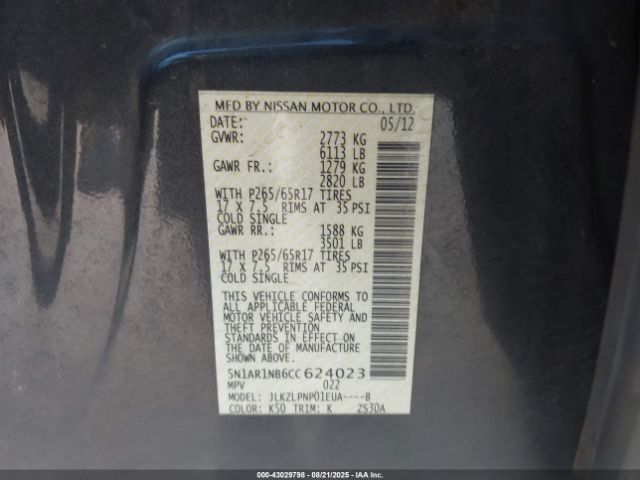 MFD BY NISSAN MOTOR CO., LTD.
DATE: 05/12
GVWR: 2773 KG
6113 LB
GAWR FR.: 1279 KG
2820 LB
WITH P265/65R17 TIRES
17 X 7.5 RIMS AT 35 PSI
COLD SINGLE
GAWR RR.: 1588 KG
3501 LB
WITH P265/65R17 TIRES
17 X 7.5 RIMS AT 35 PSI
COLD SINGLE
THIS VEHICLE CONFORMS TO
ALL APPLICABLE FEDERAL
MOTOR VEHICLE SAFETY AND
THEFT PREVENTION
STANDARDS IN EFFECT ON
THE DATE OF MANUFACTURE
SHOWN ABOVE.
5N1AR1NB6CC624023
MPV 022
MODEL: JLKZLPNP01EUA----8
COLOR: K50 TRIM: K ZS3DA
000-43029798 - 08/21/2025 - IAAI.COM